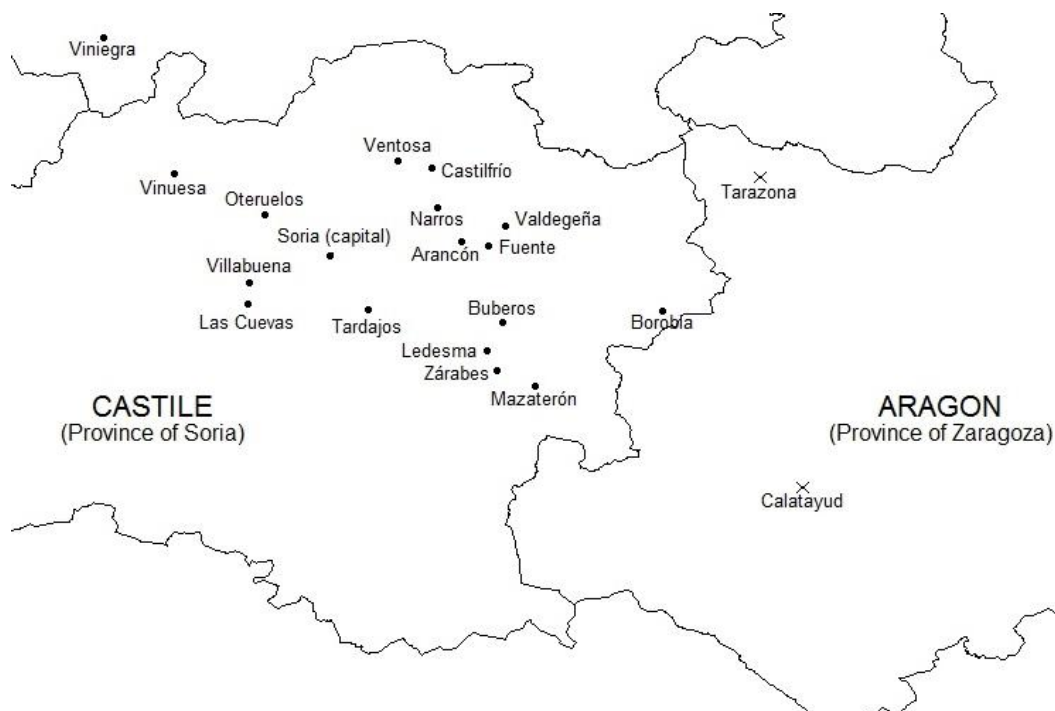 Viniegra
Ventosa
Castilfrío
Vinuesa
Tarazona
Oteruelos
Narros
Valdegeña
Soria (capital)
Arancón
Fuente
Villabuena
Las Cuevas
Buberos
Tardajos
Borobia
Ledesma
Zárabes
Mazaterón
CASTILE
(Province of Soria)
ARAGON
(Province of Zaragoza)
Calatayud